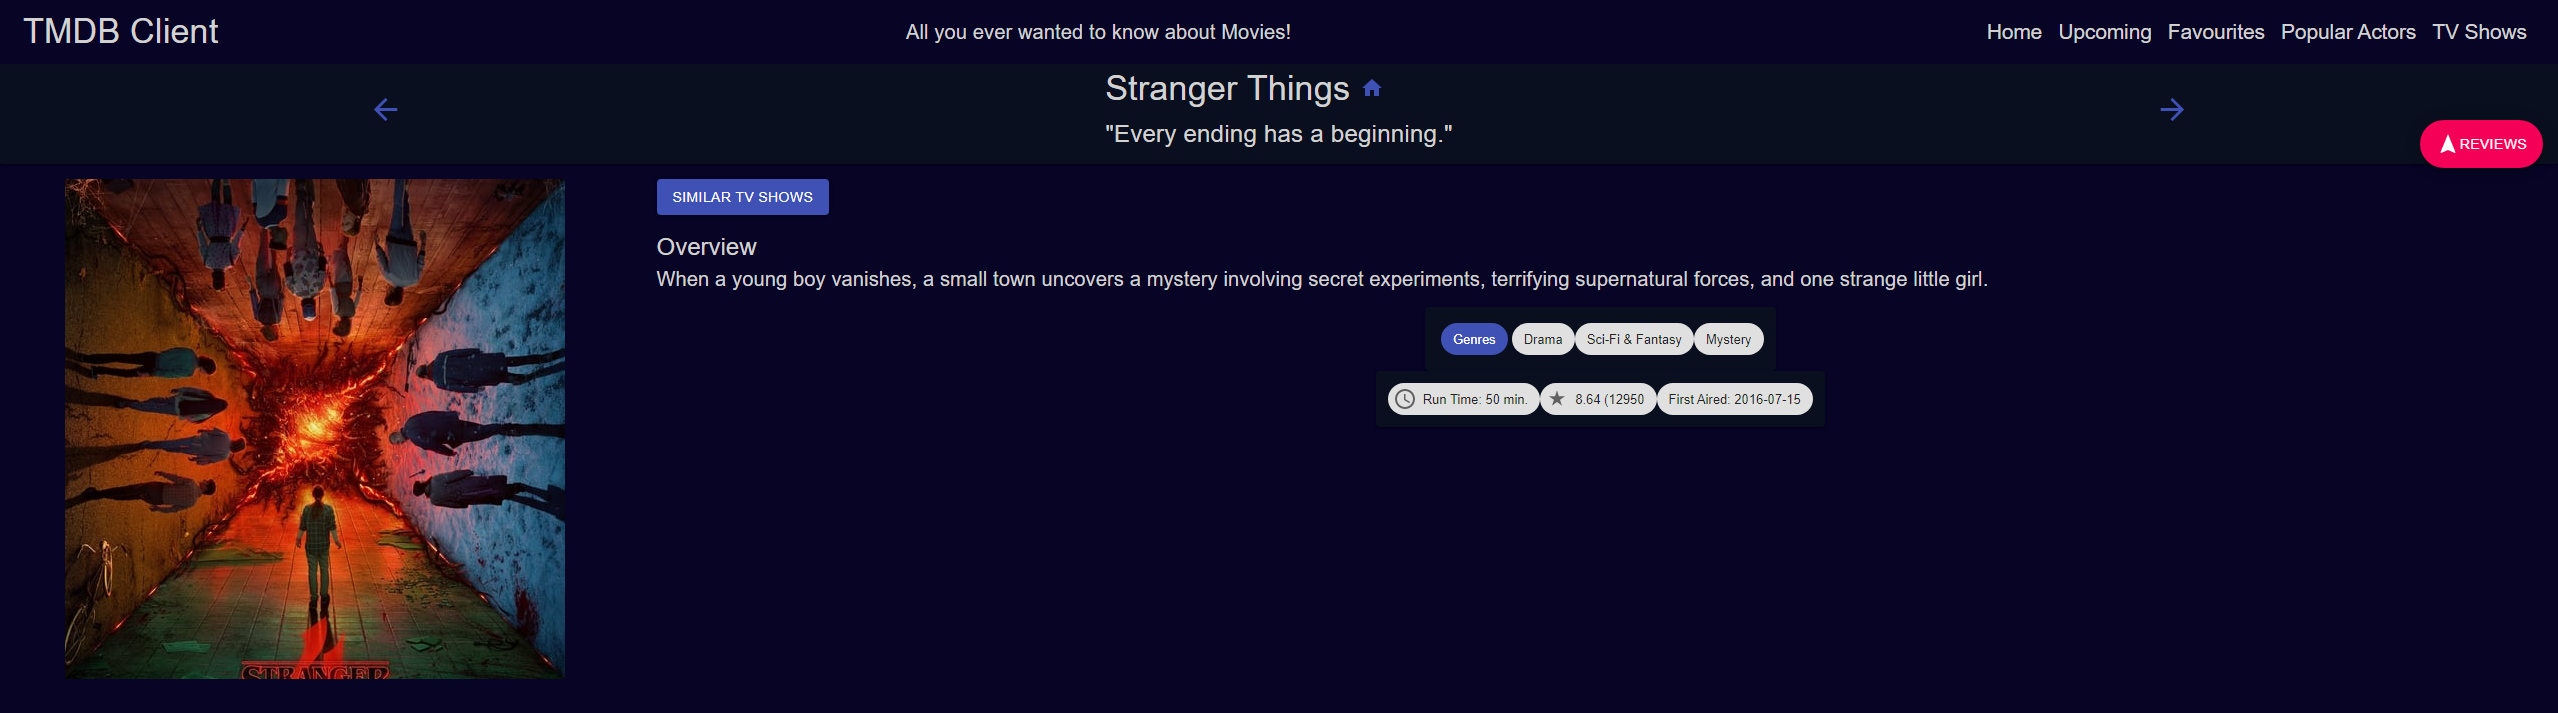 TMDB Client
All you ever wanted to know about Movies!
Home Upcoming Favourites Popular Actors TV Shows
Stranger Things
"Every ending has a beginning."
REVIEWS
SIMILAR TV SHOWS
Overview
When a young boy vanishes, a small town uncovers a mystery involving secret experiments, terrifying supernatural forces, and one strange little girl.
Genres Drama Sci-Fi & Fantasy Mystery
Run Time: 50 min. 8.64 (12950 First Aired: 2016-07-15
STRANGER